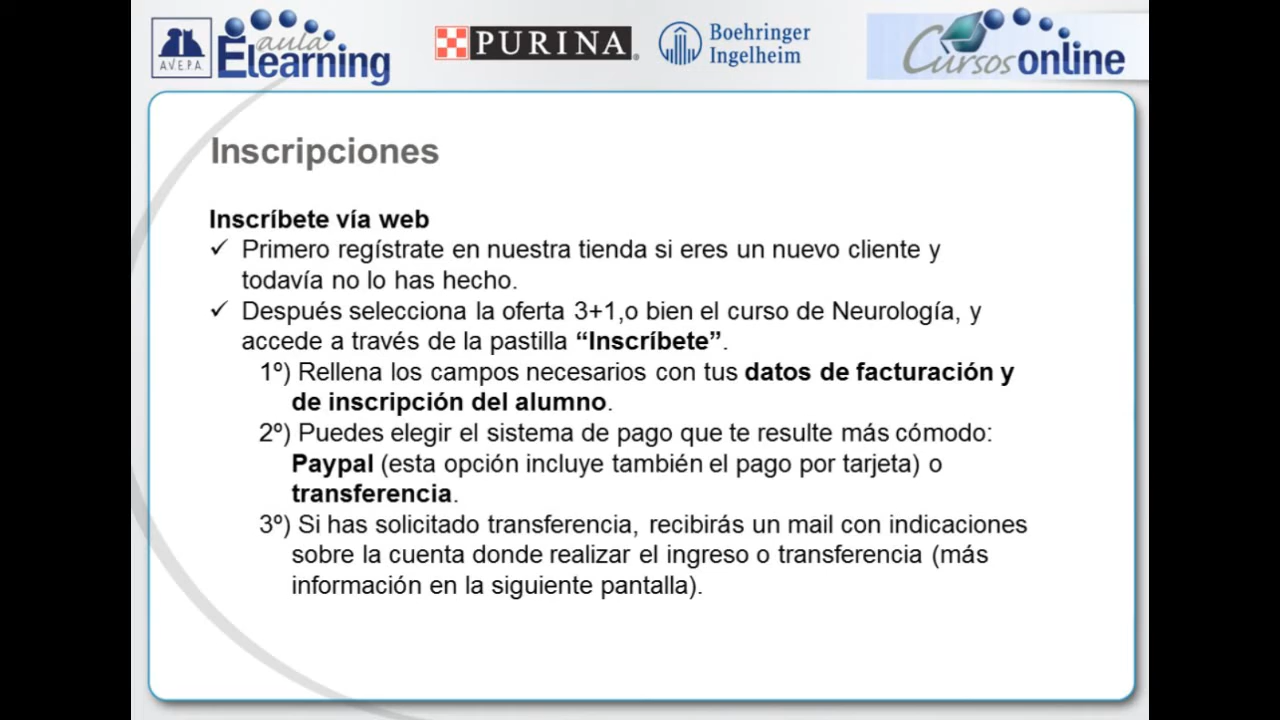 A.V.E.P.A.
aula
Elearning
PURINA
Boehringer
Ingelheim
Cursos online
Inscripciones
Inscríbete vía web
✓ Primero regístrate en nuestra tienda si eres un nuevo cliente y
todavía no lo has hecho.
✓ Después selecciona la oferta 3+1,o bien el curso de Neurología, y
accede a través de la pastilla “Inscríbete”.
1º) Rellena los campos necesarios con tus datos de facturación y
de inscripción del alumno.
2º) Puedes elegir el sistema de pago que te resulte más cómodo:
Paypal (esta opción incluye también el pago por tarjeta) o
transferencia.
3º) Si has solicitado transferencia, recibirás un mail con indicaciones
sobre la cuenta donde realizar el ingreso o transferencia (más
información en la siguiente pantalla).